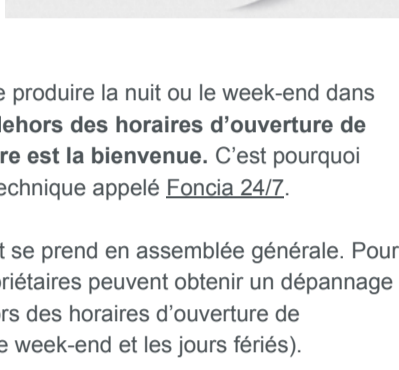 e produire la nuit ou le week-end dans
dehors des horaires d’ouverture de
re est la bienvenue. C’est pourquoi
echnique appelé Foncia 24/7.
t se prend en assemblée générale. Pour
riétaires peuvent obtenir un dépannage
rs des horaires d’ouverture de
e week-end et les jours fériés).